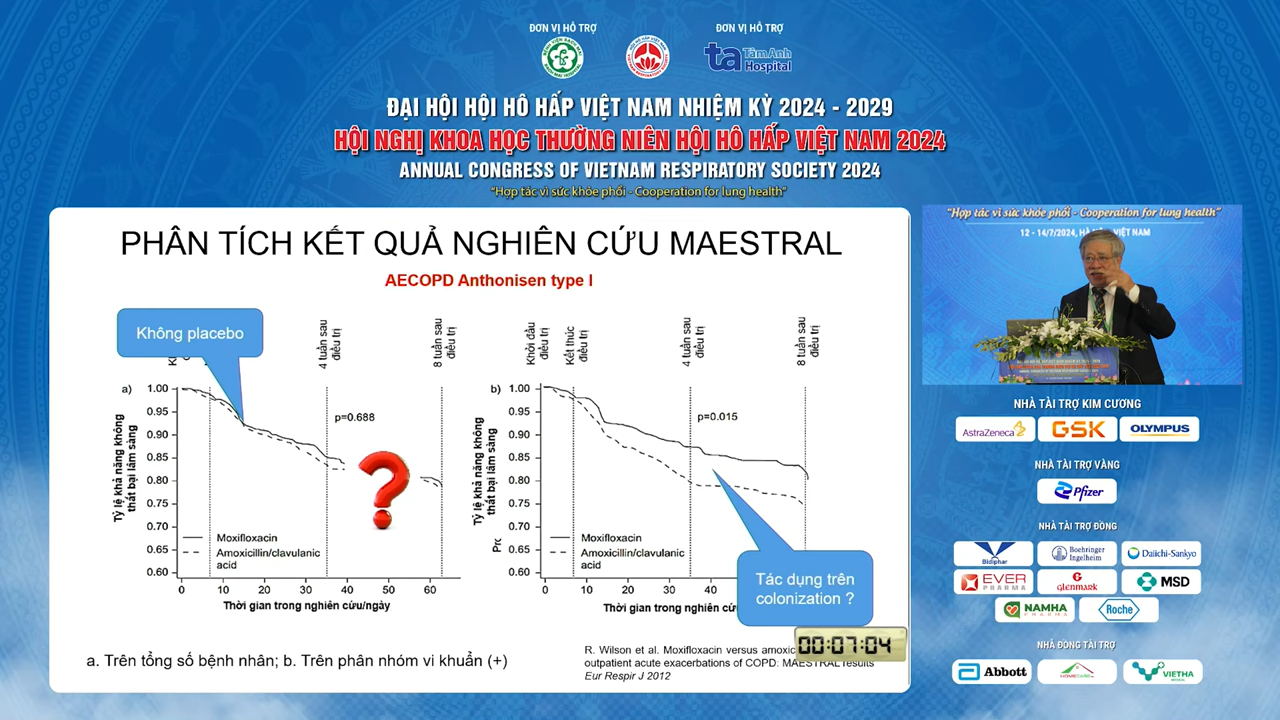 ĐƠN VỊ HỖ TRỢ
ĐƠN VỊ HỖ TRỢ
ta TâmAnh Hospital
ĐẠI HỘI HỘI HÔ HẤP VIỆT NAM NHIỆM KỲ 2024 - 2029
HỘI NGHỊ KHOA HỌC THƯỜNG NIÊN HỘI HÔ HẤP VIỆT NAM 2024
ANNUAL CONGRESS OF VIETNAM RESPIRATORY SOCIETY 2024
"Hợp tác vì sức khỏe phổi - Cooperation for lung health"
PHÂN TÍCH KẾT QUẢ NGHIÊN CỨU MAESTRAL
AECOPD Anthonisen type I
Không placebo
4 tuần sau điều trị
8 tuần sau điều trị
a)
Tỷ lệ khả năng không thất bại lâm sàng
1.00
0.95
0.90
0.85
0.80
0.75
0.70
0.65
0.60
p=0.688
?
Moxifloxacin
Amoxicillin/clavulanic
acid
0 10 20 30 40 50 60
Thời gian trong nghiên cứu/ngày
Khởi đầu điều trị
Kết thúc điều trị
4 tuần sau điều trị
8 tuần sau điều trị
b)
Tỷ lệ khả năng không thất bại lâm sàng
1.00
0.95
0.90
0.85
0.80
0.75
0.70
0.65
0.60
p=0.015
Moxifloxacin
Amoxicillin/clavulanic
acid
0 10 20 30 40
Thời gian trong nghiên
Tác dụng trên
colonization ?
00:07:04
a. Trên tổng số bệnh nhân; b. Trên phân nhóm vi khuẩn (+)
R. Wilson et al. Moxifloxacin versus
outpatient acute exacerbations of COPD: MAESTRAL results
Eur Respir J 2012
"Hợp tác vì sức khỏe phổi - Cooperation for lung health"
12 - 14/7/2024, HÀ VIỆT NAM
NHÀ TÀI TRỢ KIM CƯƠNG
AstraZeneca
GSK
OLYMPUS
NHÀ TÀI TRỢ VÀNG
Pfizer
NHÀ TÀI TRỢ ĐỒNG
Bidiphar
Boehringer Ingelheim
Daiichi-Sankyo
EVER PHARMA
GLENMARK
MSD
NAMHA PHARMA
Roche
NHÀ ĐỒNG TÀI TRỢ
Abbott
HOMECARE
VIETHA